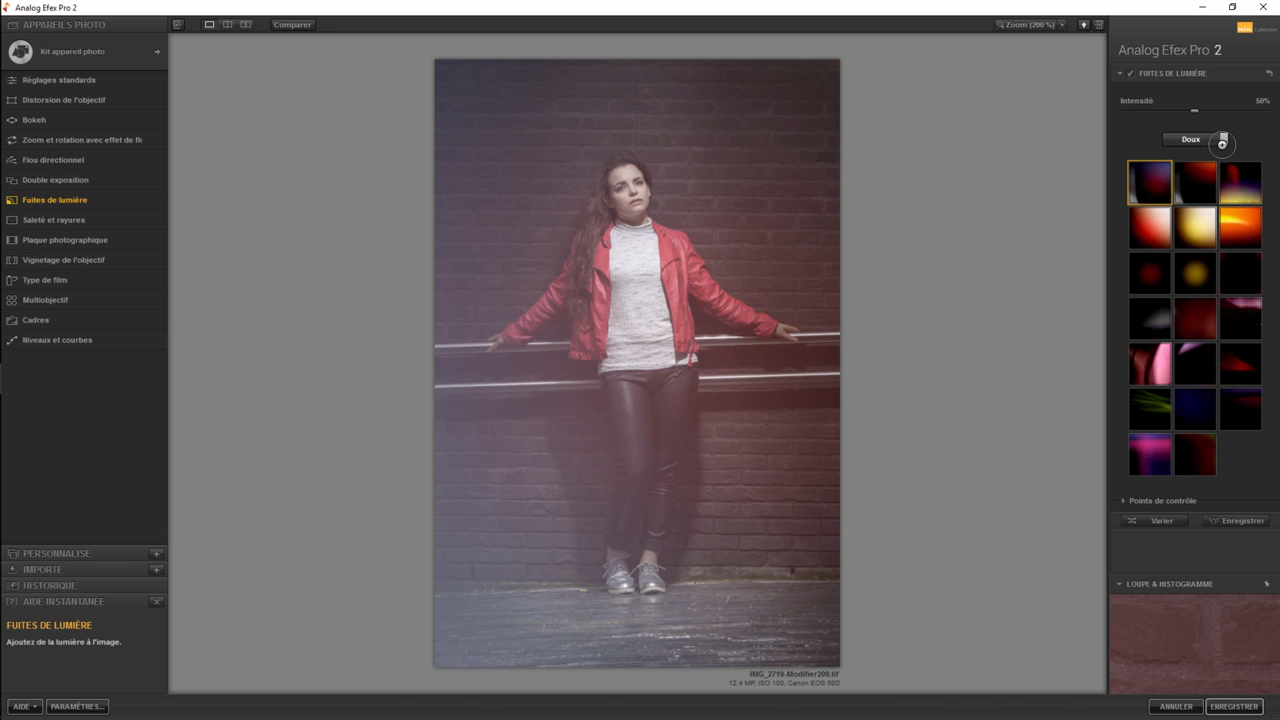 Analog Efex Pro 2
APPAREILS PHOTO
Comparer
Zoom (200 %)
Kit appareil photo
Réglages standards
Distorsion de l'objectif
Bokeh
Zoom et rotation avec effet de flo
Flou directionnel
Double exposition
Fuites de lumière
Saleté et rayures
Plaque photographique
Vignetage de l'objectif
Type de film
Multiobjectif
Cadres
Niveaux et courbes
PERSONNALISÉ
IMPORTÉ
HISTORIQUE
AIDE INSTANTANÉE
FUITES DE LUMIÈRE
Ajoutez de la lumière à l'image.
AIDE
PARAMÈTRES...
IMG_2719-Modifier209.tif
12.4 MP, ISO 100, Canon EOS 50D
Collection
Analog Efex Pro 2
FUITES DE LUMIÈRE
Intensité 50%
Doux
Points de contrôle
Varier
Enregistrer
LOUPE & HISTOGRAMME
ANNULER
ENREGISTRER